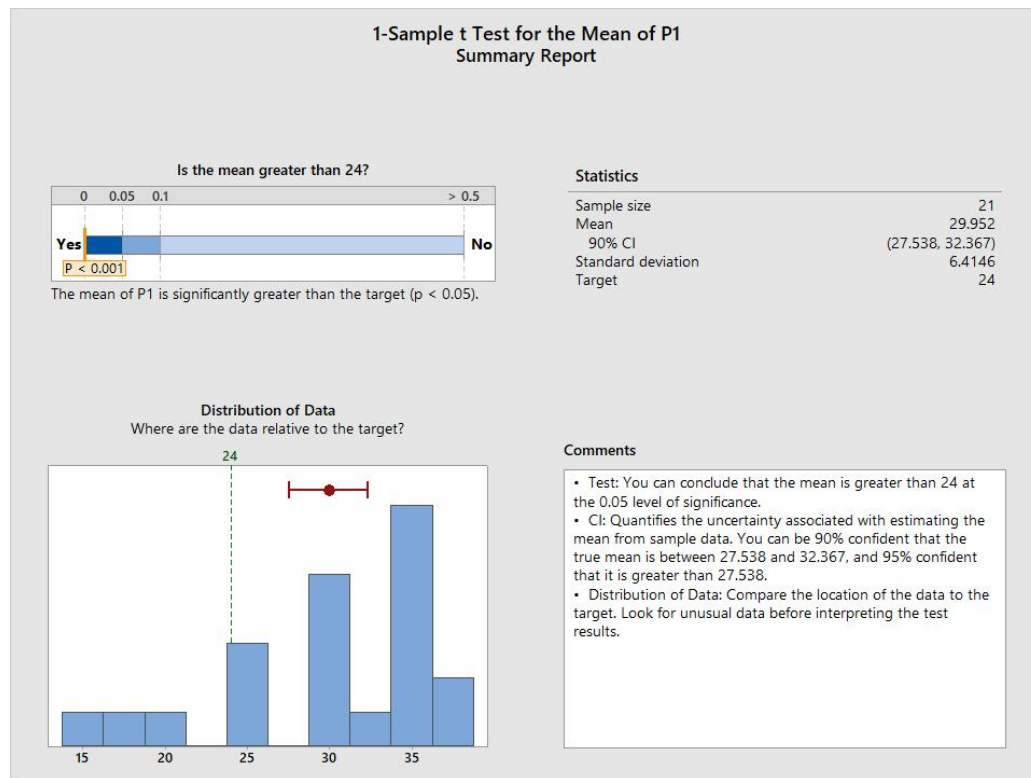 1-Sample t Test for the Mean of P1
Summary Report
Is the mean greater than 24?
0 0.05 0.1 > 0.5
Yes No
P < 0.001
The mean of P1 is significantly greater than the target (p < 0.05).
Statistics
Sample size 21
Mean 29.952
90% CI (27.538, 32.367)
Standard deviation 6.4146
Target 24
Distribution of Data
Where are the data relative to the target?
24
15 20 25 30 35
Comments
• Test: You can conclude that the mean is greater than 24 at
the 0.05 level of significance.
• CI: Quantifies the uncertainty associated with estimating the
mean from sample data. You can be 90% confident that the
true mean is between 27.538 and 32.367, and 95% confident
that it is greater than 27.538.
• Distribution of Data: Compare the location of the data to the
target. Look for unusual data before interpreting the test
results.